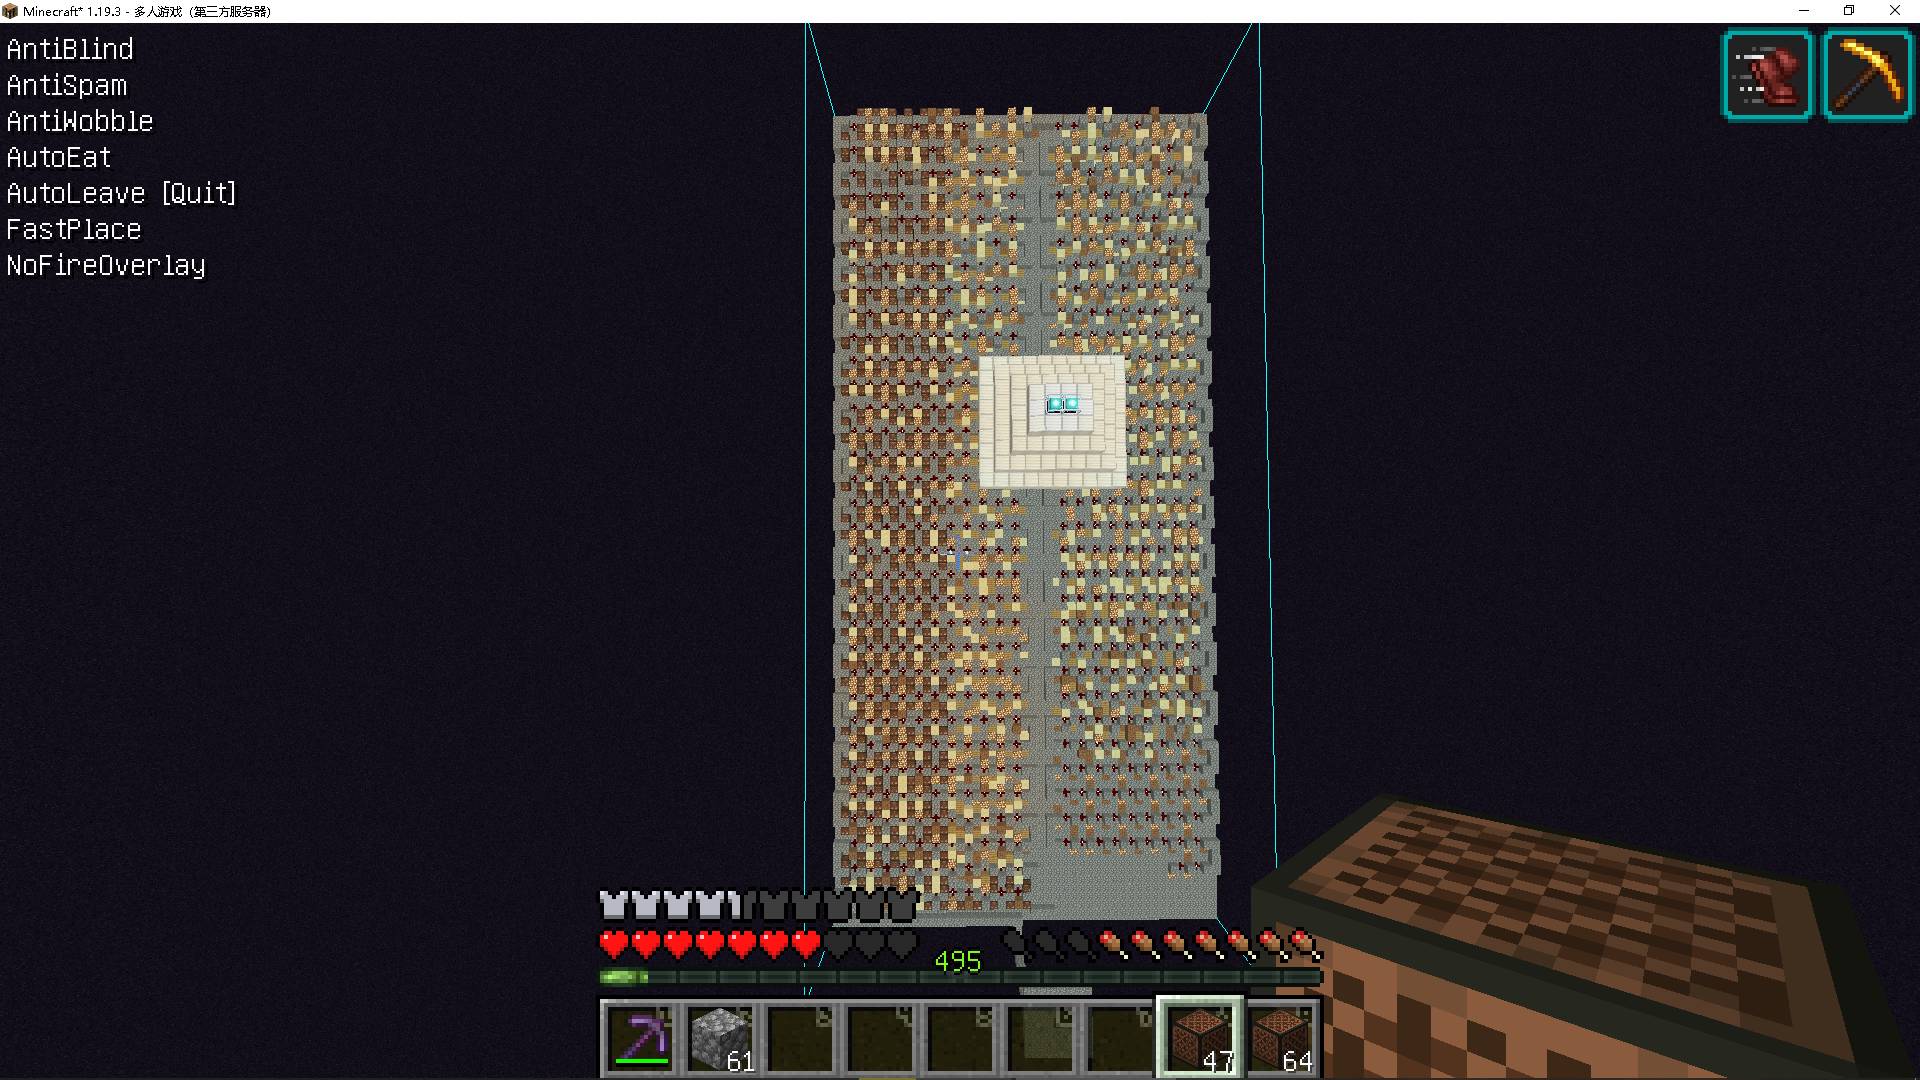 Minecraft* 1.19.3 - 多人游戏（第三方服务器）
AntiBlind
AntiSpam
AntiWobble
AutoEat
AutoLeave [Quit]
FastPlace
NoFireOverlay
495
61
47
64